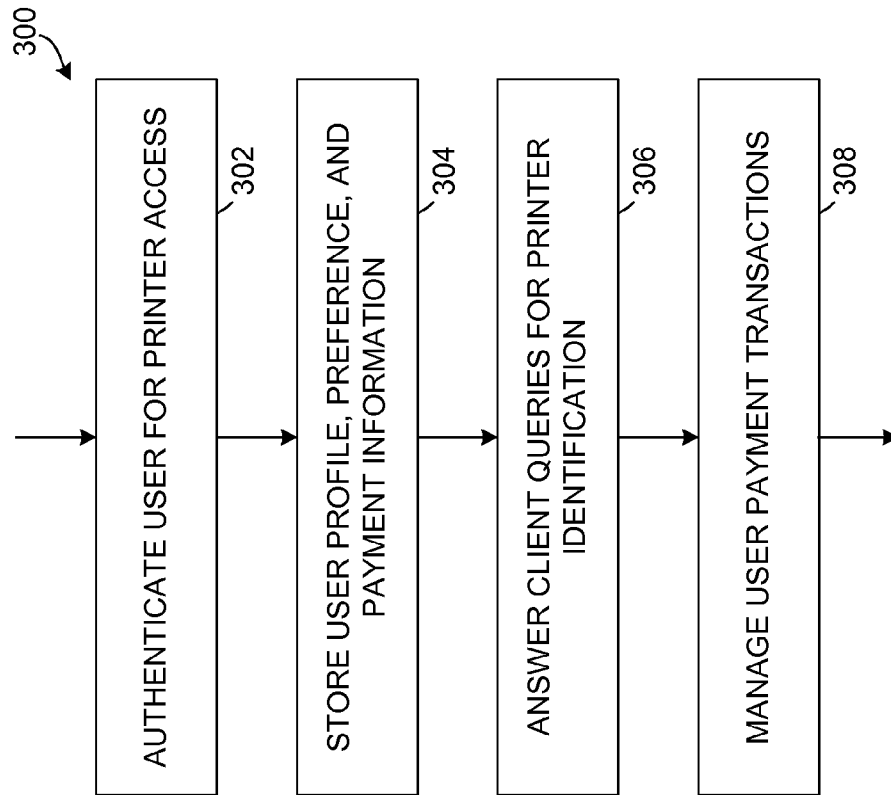 300
AUTHENTICATE USER FOR PRINTER ACCESS
302
STORE USER PROFILE, PREFERENCE, AND
PAYMENT INFORMATION
304
ANSWER CLIENT QUERIES FOR PRINTER
IDENTIFICATION
306
MANAGE USER PAYMENT TRANSACTIONS
308